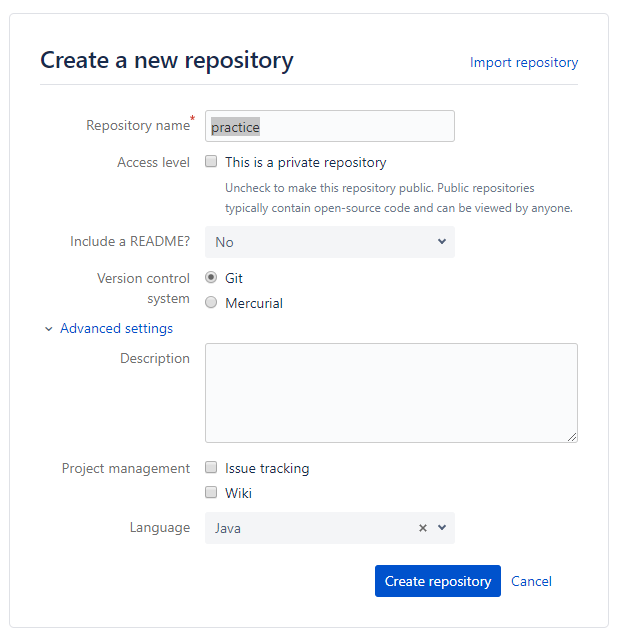 Create a new repository
Import repository
Repository name*
practice
Access level
This is a private repository
Uncheck to make this repository public. Public repositories
typically contain open-source code and can be viewed by anyone.
Include a README?
No
Version control
system
Git
Mercurial
Advanced settings
Description
Project management
Issue tracking
Wiki
Language
Java
Create repository
Cancel